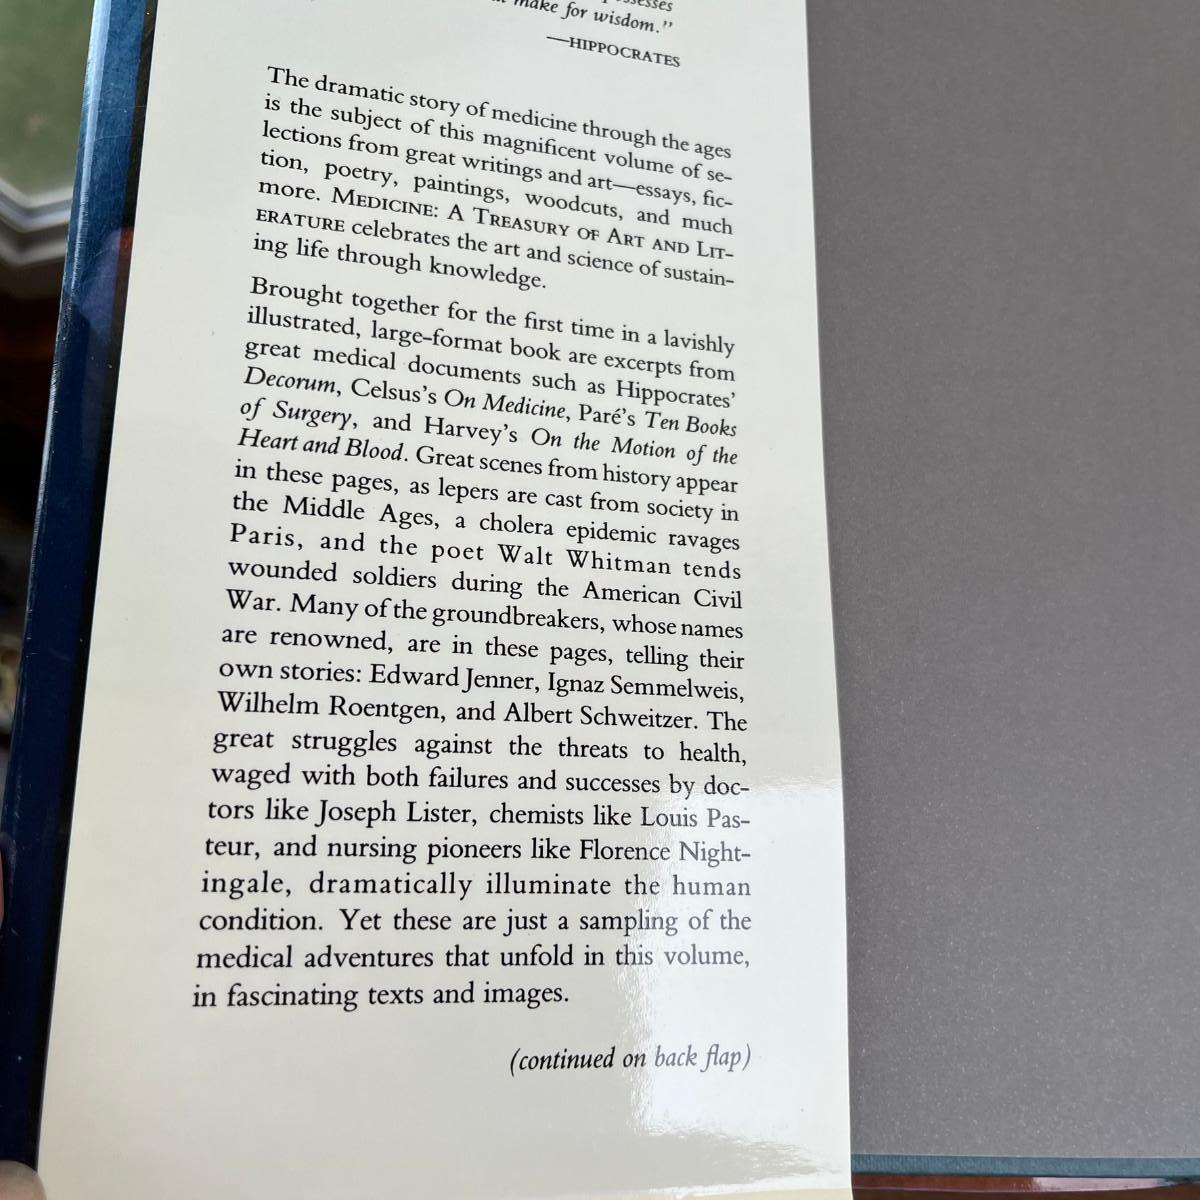 make for wisdom."
—HIPPOCRATES
The dramatic story of medicine through the ages
is the subject of this magnificent volume of se-
lections from great writings and art—essays, fic-
tion, poetry, paintings, woodcuts, and much
more. MEDICINE: A TREASURY OF ART AND LIT-
ERATURE celebrates the art and science of sustain-
ing life through knowledge.
Brought together for the first time in a lavishly
illustrated, large-format book are excerpts from
great medical documents such as Hippocrates'
Decorum, Celsus's On Medicine, Paré's Ten Books
of Surgery, and Harvey's On the Motion of the
Heart and Blood. Great scenes from history appear
in these pages, as lepers are cast from society in
the Middle Ages, a cholera epidemic ravages
Paris, and the poet Walt Whitman tends
wounded soldiers during the American Civil
War. Many of the groundbreakers, whose names
are renowned, are in these pages, telling their
own stories: Edward Jenner, Ignaz Semmelweis,
Wilhelm Roentgen, and Albert Schweitzer. The
great struggles against the threats to health,
waged with both failures and successes by doc-
tors like Joseph Lister, chemists like Louis Pas-
teur, and nursing pioneers like Florence Night-
ingale, dramatically illuminate the human
condition. Yet these are just a sampling of the
medical adventures that unfold in this volume,
in fascinating texts and images.
(continued on back flap)